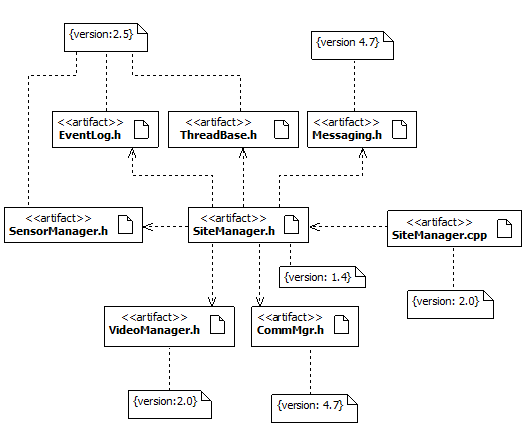 {version:2.5}
{version 4.7}
<<artifact>>
EventLog.h
<<artifact>>
ThreadBase.h
<<artifact>>
Messaging.h
<<artifact>>
SensorManager.h
<<artifact>>
SiteManager.h
<<artifact>>
SiteManager.cpp
{version: 1.4}
{version: 2.0}
<<artifact>>
VideoManager.h
<<artifact>>
CommMgr.h
{version:2.0}
{version: 4.7}